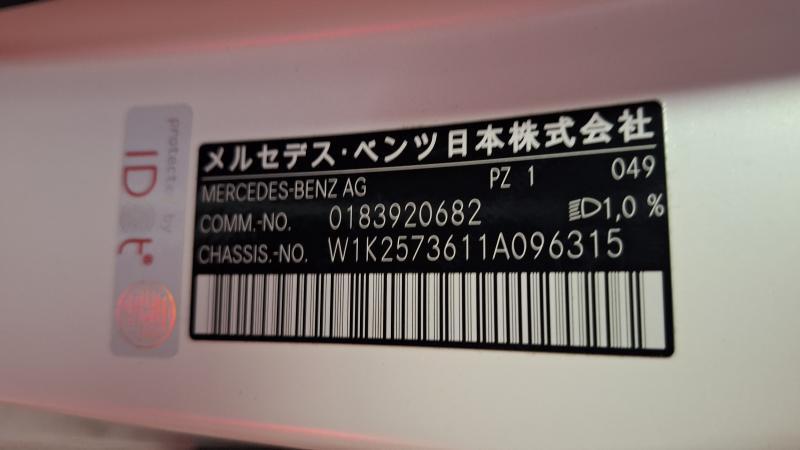 メルセデス・ベンツ日本株式会社
MERCEDES-BENZ AG PZ 1 049
COMM.-NO. 0183920682 1,0 %
CHASSIS.-NO. W1K2573611A096315
protected by